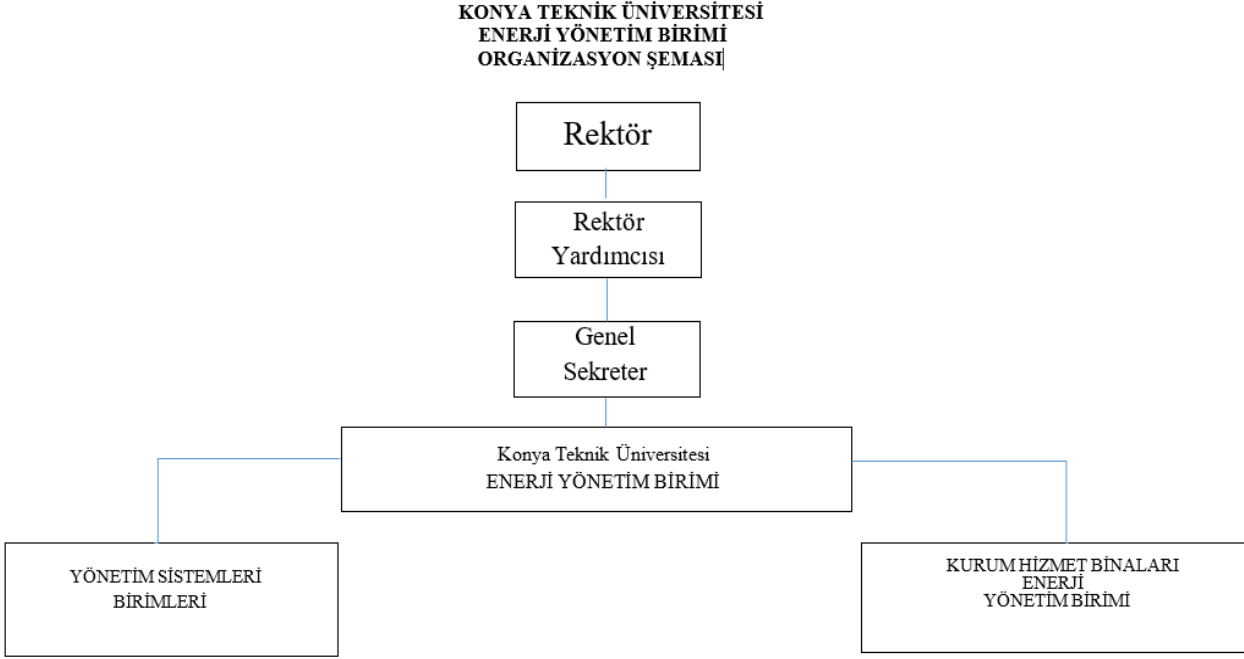 KONYA TEKNİK ÜNİVERSİTESİ
ENERJİ YÖNETİM BİRİMİ
ORGANİZASYON ŞEMASI
Rektör
Rektör
Yardımcısı
Genel
Sekreter
Konya Teknik Üniversitesi
ENERJİ YÖNETİM BİRİMİ
YÖNETİM SİSTEMLERİ
BİRİMLERİ
KURUM HİZMET BİNALARI
ENERJİ
YÖNETİM BİRİMİ